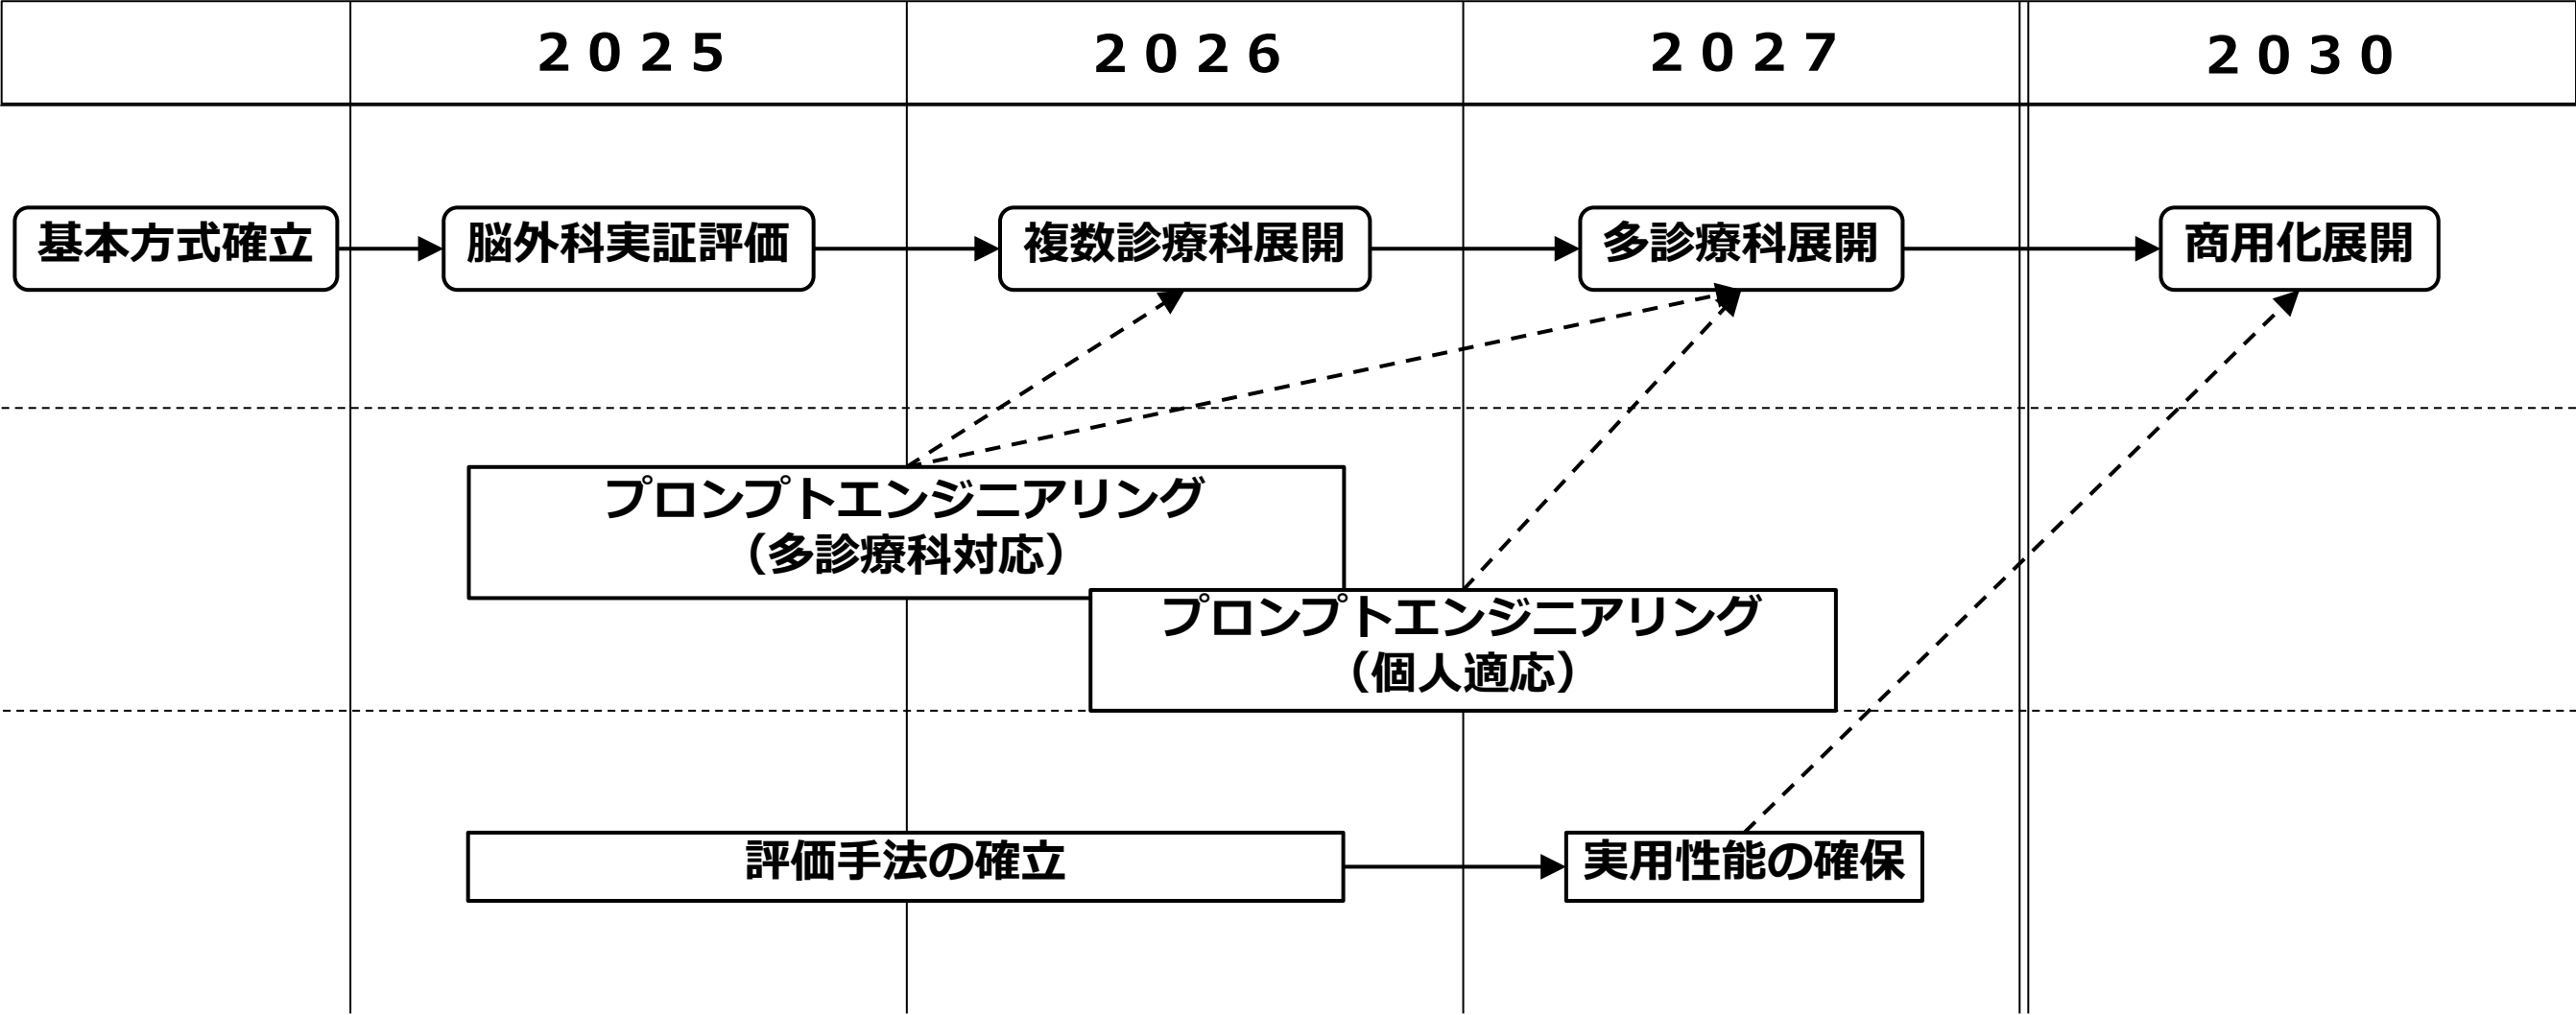 2025
2026
2027
2030
基本方式確立
脳外科実証評価
複数診療科展開
多診療科展開
商用化展開
プロンプトエンジニアリング
（多診療科対応）
プロンプトエンジニアリング
（個人適応）
評価手法の確立
実用性能の確保